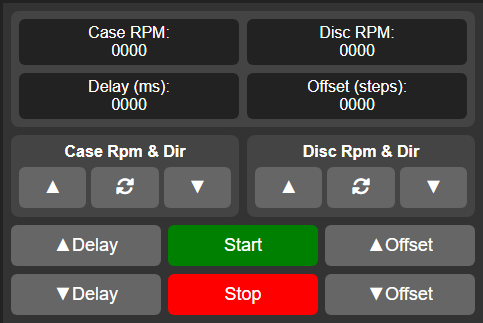 Case RPM:
0000
Disc RPM:
0000
Delay (ms):
0000
Offset (steps):
0000
Case Rpm & Dir
Disc Rpm & Dir
▲
▼
▲
▼
▲Delay
Start
▲Offset
▼Delay
Stop
▼Offset